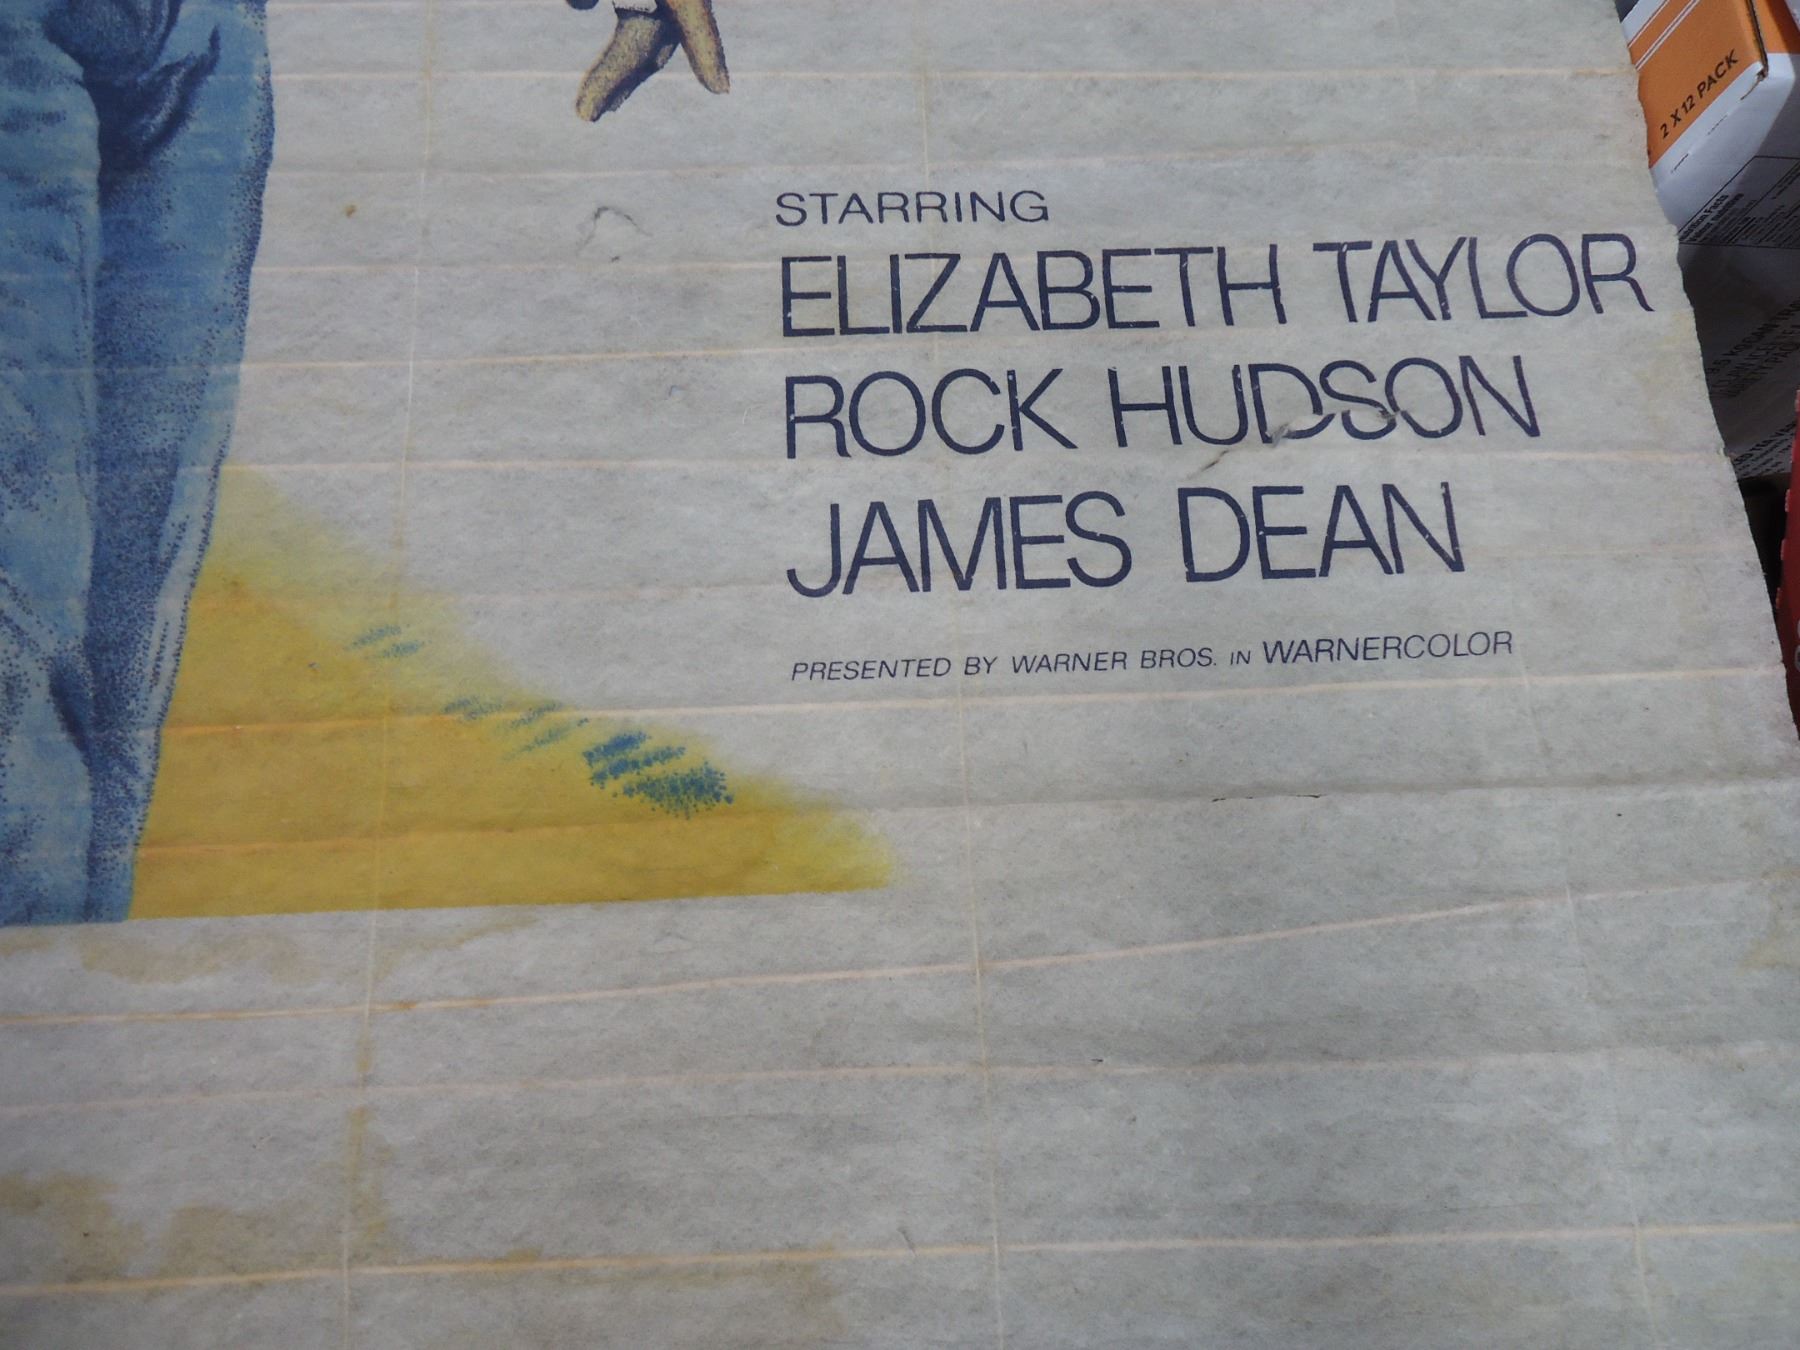 2 X 12 PACK
STARRING
ELIZABETH TAYLOR
ROCK HUDSON
JAMES DEAN
PRESENTED BY WARNER BROS. IN WARNERCOLOR